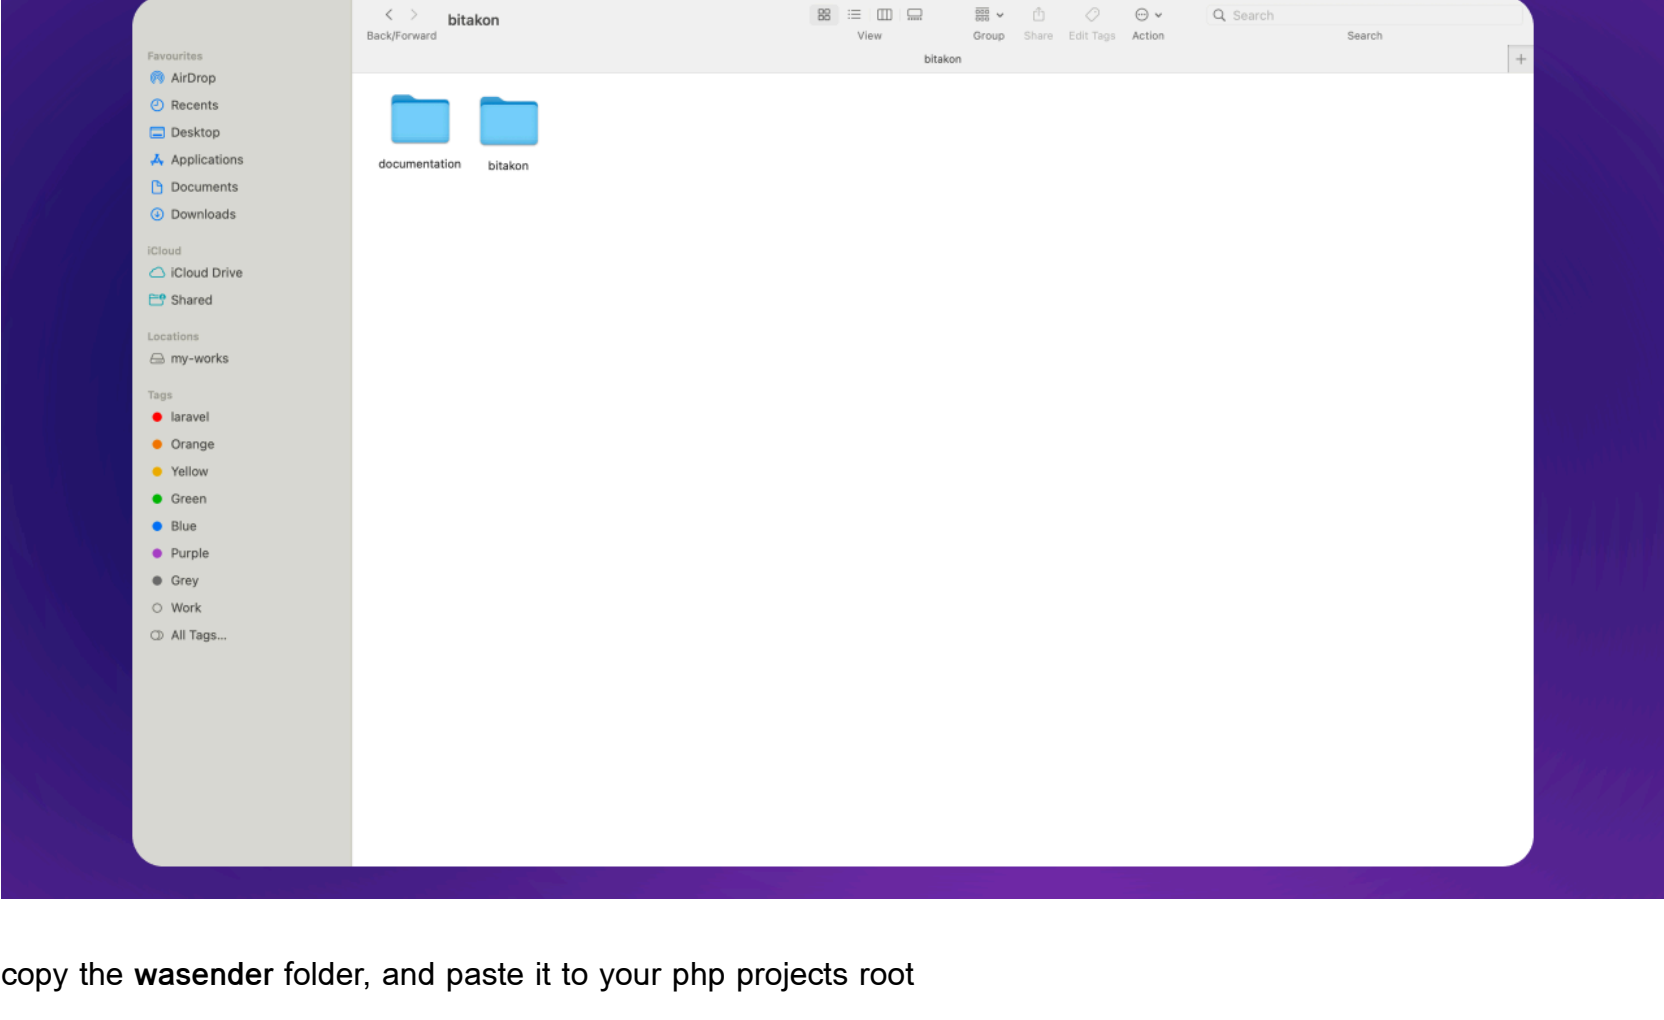 bitakon
Back/Forward
View
Group
Share
Edit Tags
Action
Search
Search
bitakon
Favourites
AirDrop
Recents
Desktop
Applications
Documents
Downloads
iCloud
iCloud Drive
Shared
Locations
my-works
Tags
laravel
Orange
Yellow
Green
Blue
Purple
Grey
Work
All Tags...
documentation
bitakon
copy the wasender folder, and paste it to your php projects root